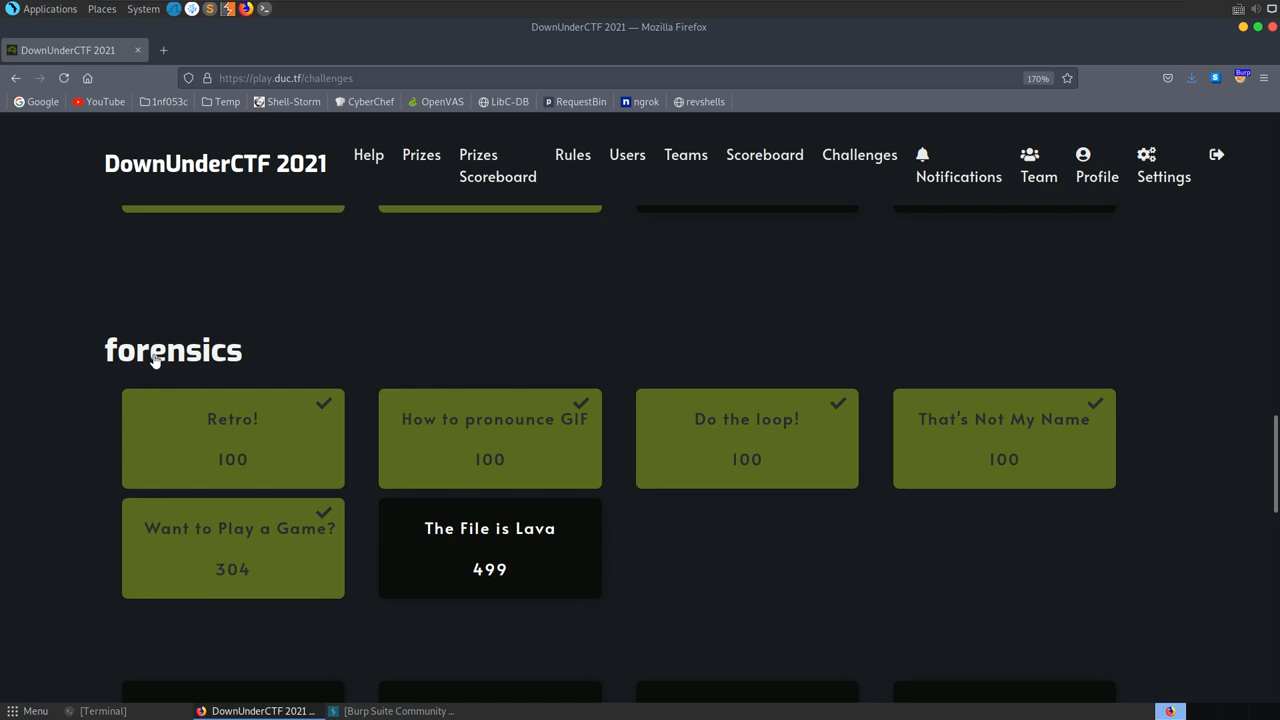 Applications Places System
DownUnderCTF 2021 — Mozilla Firefox
DownUnderCTF 2021
https://play.duc.tf/challenges
170%
Burp
Google YouTube 1nf053c Temp Shell-Storm CyberChef OpenVAS LibC-DB RequestBin ngrok revshells
DownUnderCTF 2021
Help Prizes Prizes Scoreboard Rules Users Teams Scoreboard Challenges Notifications Team Profile Settings
forensics
Retro! How to pronounce GIF Do the loop! That's Not My Name
100 100 100 100
Want to Play a Game? The File is Lava
304 499
Menu [Terminal] DownUnderCTF 2021 ... [Burp Suite Community ...